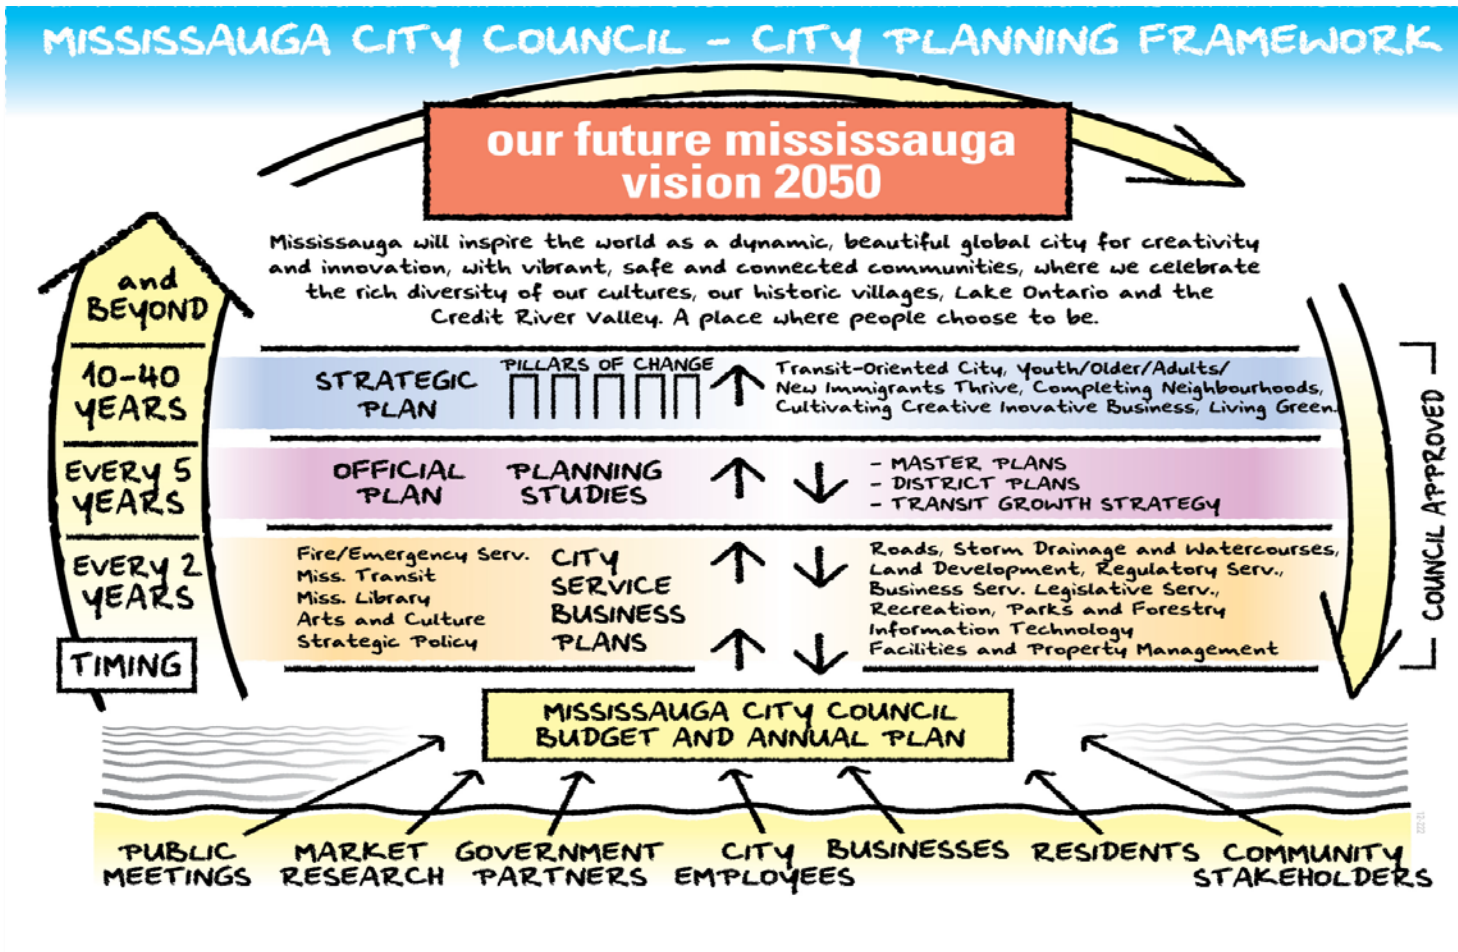 MISSISSAUGA CITY COUNCIL - CITY PLANNING FRAMEWORK
our future mississauga
vision 2050
Mississauga will inspire the world as a dynamic, beautiful global city for creativity
and innovation, with vibrant, safe and connected communities, where we celebrate
the rich diversity of our cultures, our historic villages, Lake Ontario and the
Credit River Valley. A place where people choose to be.
and
BEYOND
10-40
YEARS
STRATEGIC
PLAN
PILLARS OF CHANGE
Transit-Oriented City, Youth/Older/Adults/
New Immigrants Thrive, Completing Neighbourhoods,
Cultivating Creative Inovative Business, Living Green.
EVERY 5
YEARS
OFFICIAL
PLAN
PLANNING
STUDIES
- MASTER PLANS
- DISTRICT PLANS
- TRANSIT GROWTH STRATEGY
EVERY 2
YEARS
Fire/Emergency Serv.
Miss. Transit
Miss. Library
Arts and Culture
Strategic Policy
CITY
SERVICE
BUSINESS
PLANS
Roads, Storm Drainage and Watercourses,
Land Development, Regulatory Serv.,
Business Serv. Legislative Serv.,
Recreation, Parks and Forestry
Information Technology
Facilities and Property Management
COUNCIL APPROVED
TIMING
MISSISSAUGA CITY COUNCIL
BUDGET AND ANNUAL PLAN
PUBLIC
MEETINGS
MARKET
RESEARCH
GOVERNMENT
PARTNERS
CITY
EMPLOYEES
BUSINESSES
RESIDENTS
COMMUNITY
STAKEHOLDERS
12-222